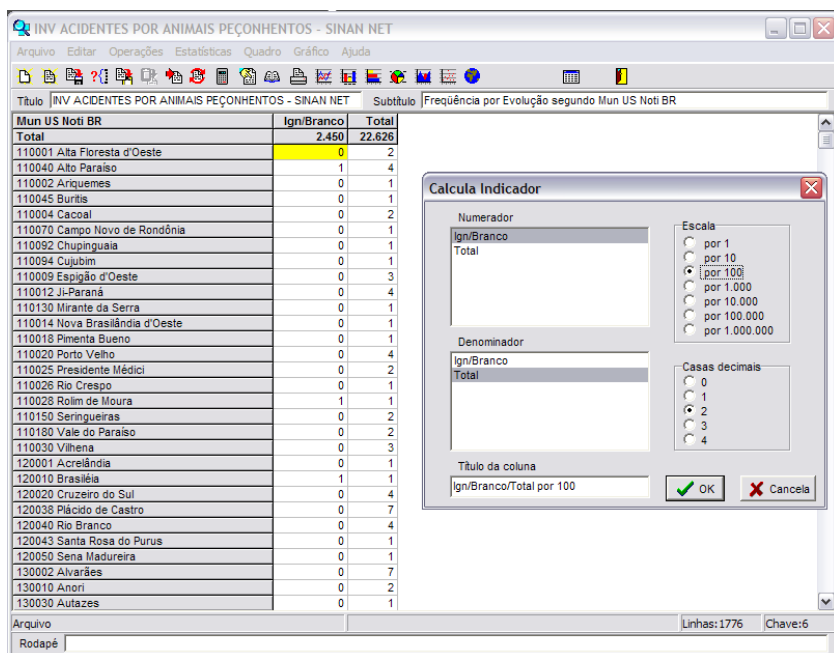 INV ACIDENTES POR ANIMAIS PEÇONHENTOS - SINAN NET
Arquivo Editar Operações Estatísticas Quadro Gráfico Ajuda
Título INV ACIDENTES POR ANIMAIS PEÇONHENTOS - SINAN NET Subtítulo Freqüência por Evolução segundo Mun US Noti BR
Mun US Noti BR Ign/Branco Total
Total 2.450 22.626
110001 Alta Floresta d'Oeste 0 2
110040 Alto Paraíso 1 4
110002 Ariquemes 0 1
110045 Buritis 0 1
110004 Cacoal 0 2
110070 Campo Novo de Rondônia 0 1
110092 Chupinguaia 0 1
110094 Cujubim 0 1
110009 Espigão d'Oeste 0 3
110012 Ji-Paraná 0 4
110130 Mirante da Serra 0 1
110014 Nova Brasilândia d'Oeste 0 1
110018 Pimenta Bueno 0 1
110020 Porto Velho 0 4
110025 Presidente Médici 0 2
110026 Rio Crespo 0 1
110028 Rolim de Moura 1 1
110150 Seringueiras 0 2
110180 Vale do Paraíso 0 2
110030 Vilhena 0 3
120001 Acrelândia 0 1
120010 Brasiléia 1 1
120020 Cruzeiro do Sul 0 4
120038 Plácido de Castro 0 7
120040 Rio Branco 0 4
120043 Santa Rosa do Purus 0 1
120050 Sena Madureira 0 1
130002 Alvarães 0 7
130010 Anori 0 2
130030 Autazes 0 1
Calcula Indicador
Numerador
Ign/Branco
Total
Denominador
Ign/Branco
Total
Título da coluna
Ign/Branco/Total por 100
Escala
por 1
por 10
por 100
por 1.000
por 10.000
por 100.000
por 1.000.000
Casas decimais
0
1
2
3
4
OK Cancela
Arquivo Linhas:1776 Chave:6
Rodapé